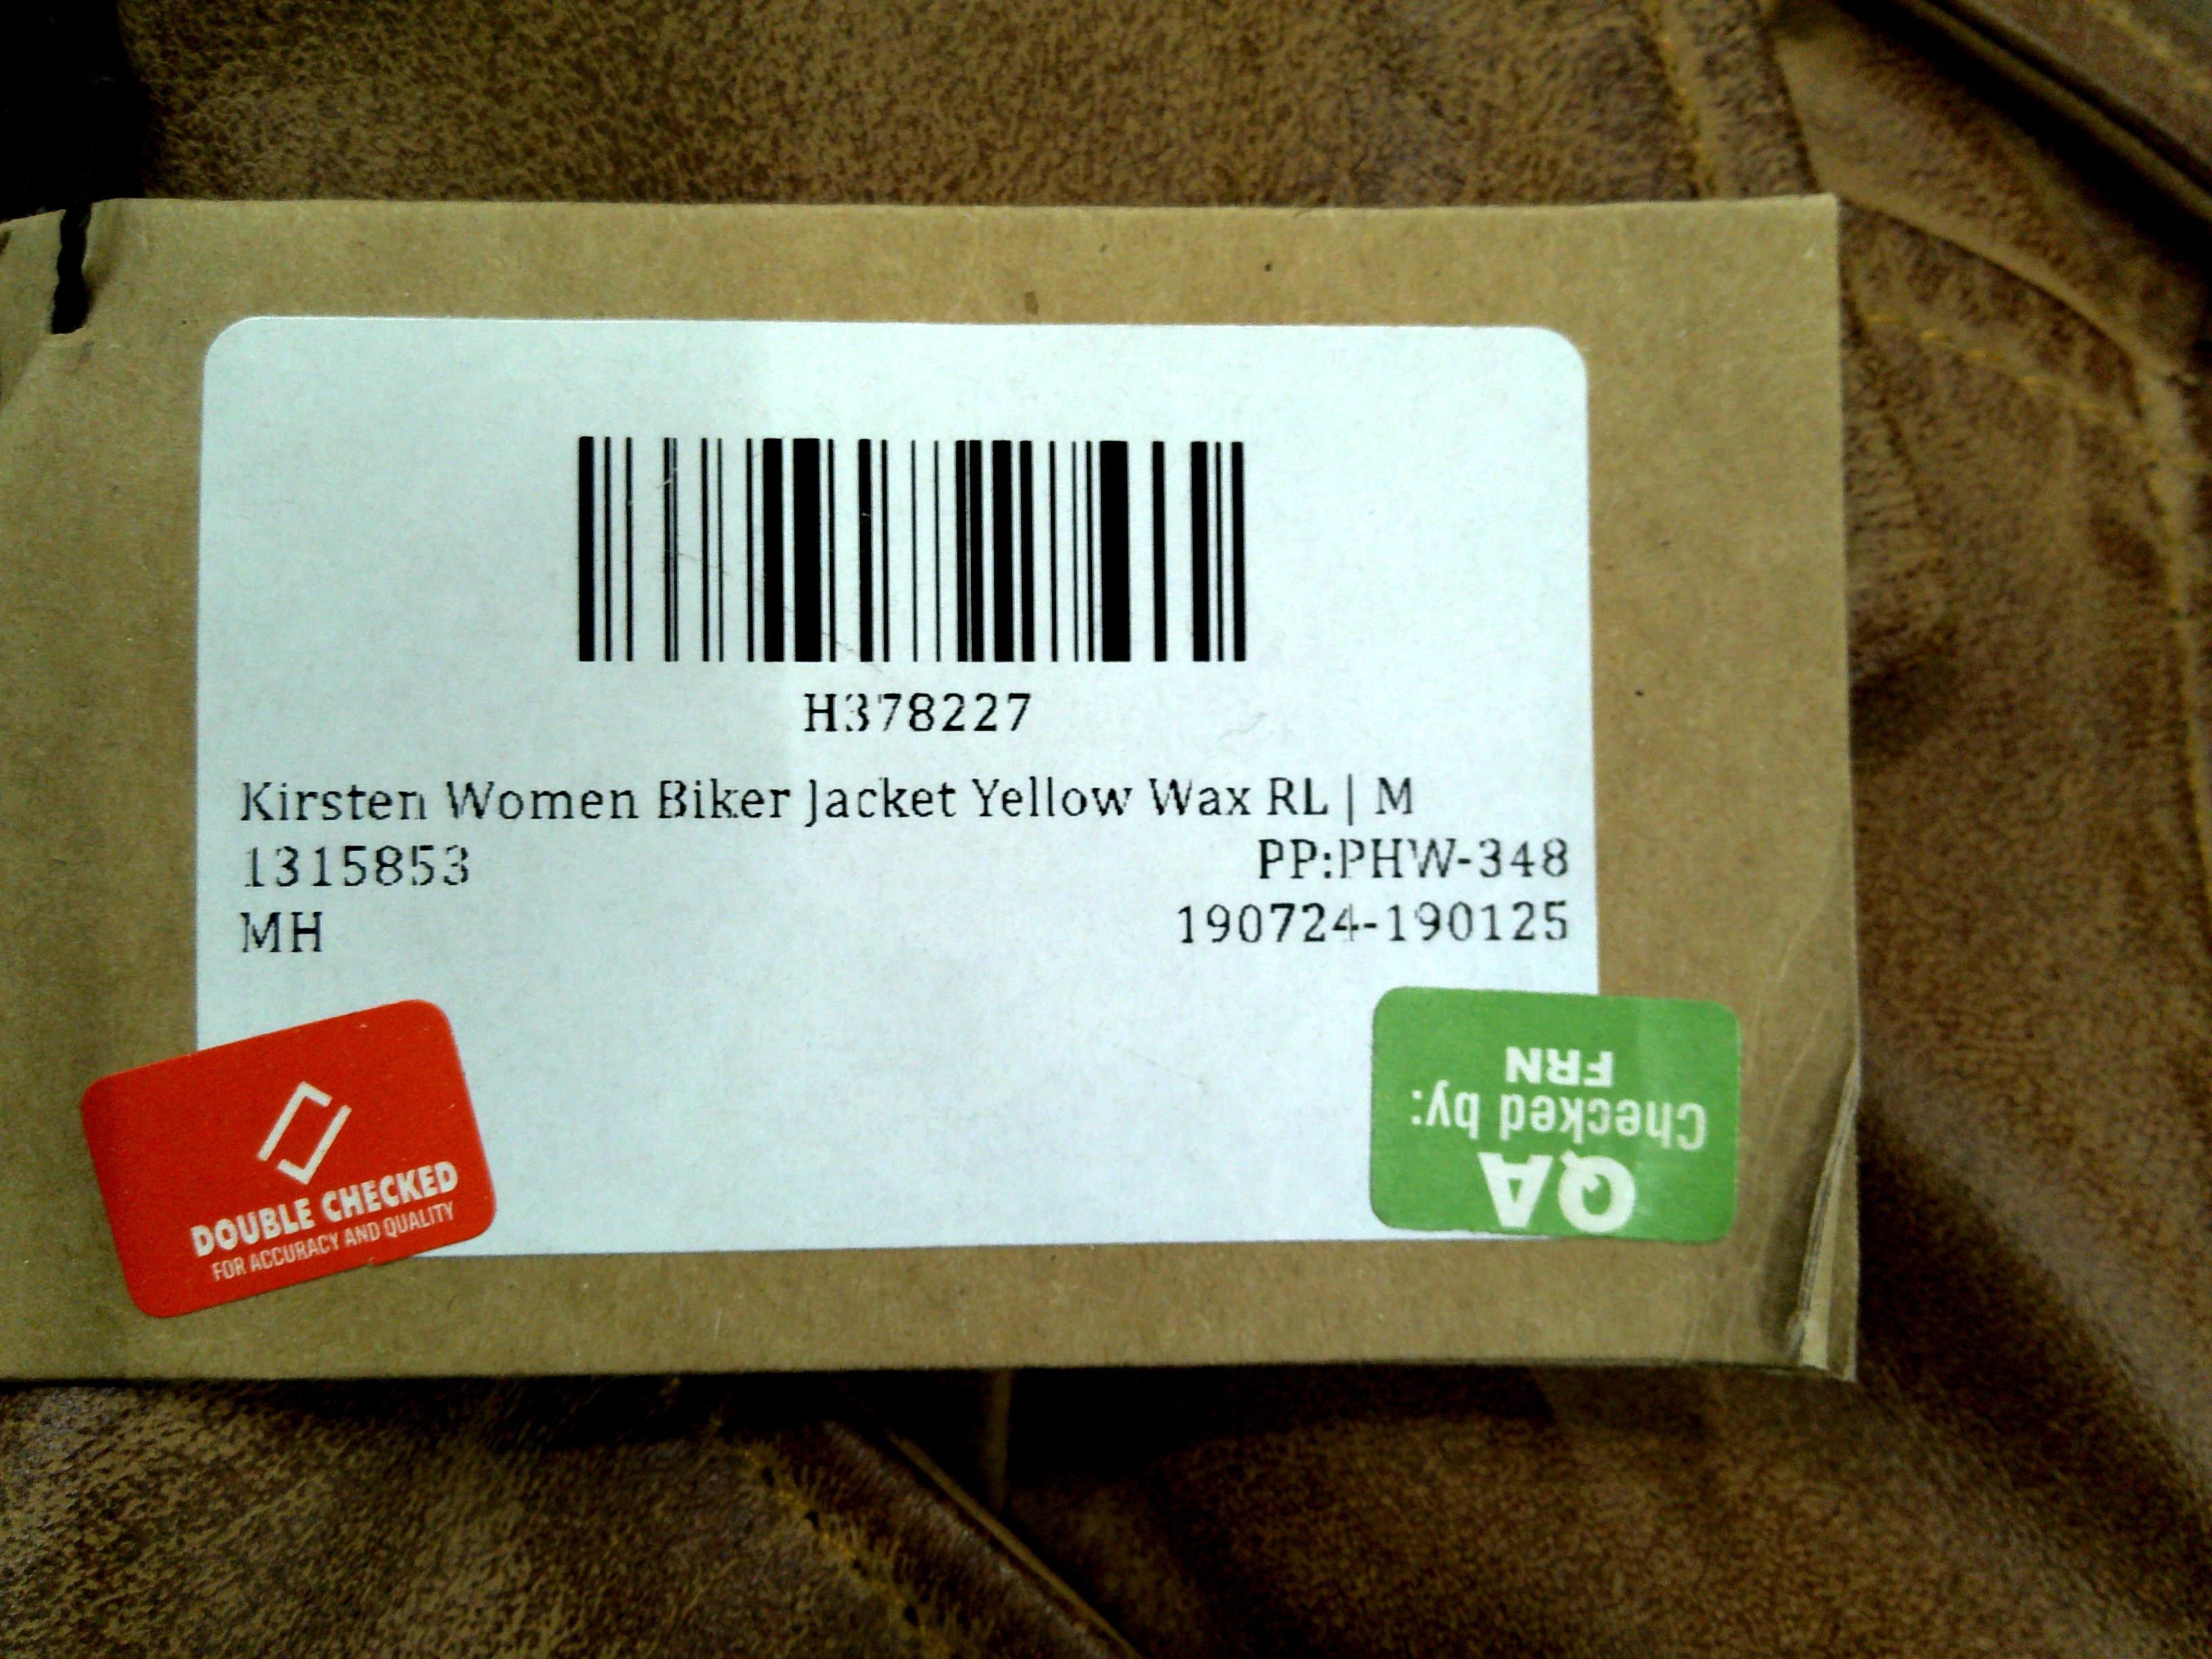 H378227
Kirsten Women Biker Jacket Yellow Wax RL | M
1315853 PP:PHW-348
MH 190724-190125
DOUBLE CHECKED
FOR ACCURACY AND QUALITY
QA
Checked by:
FRN